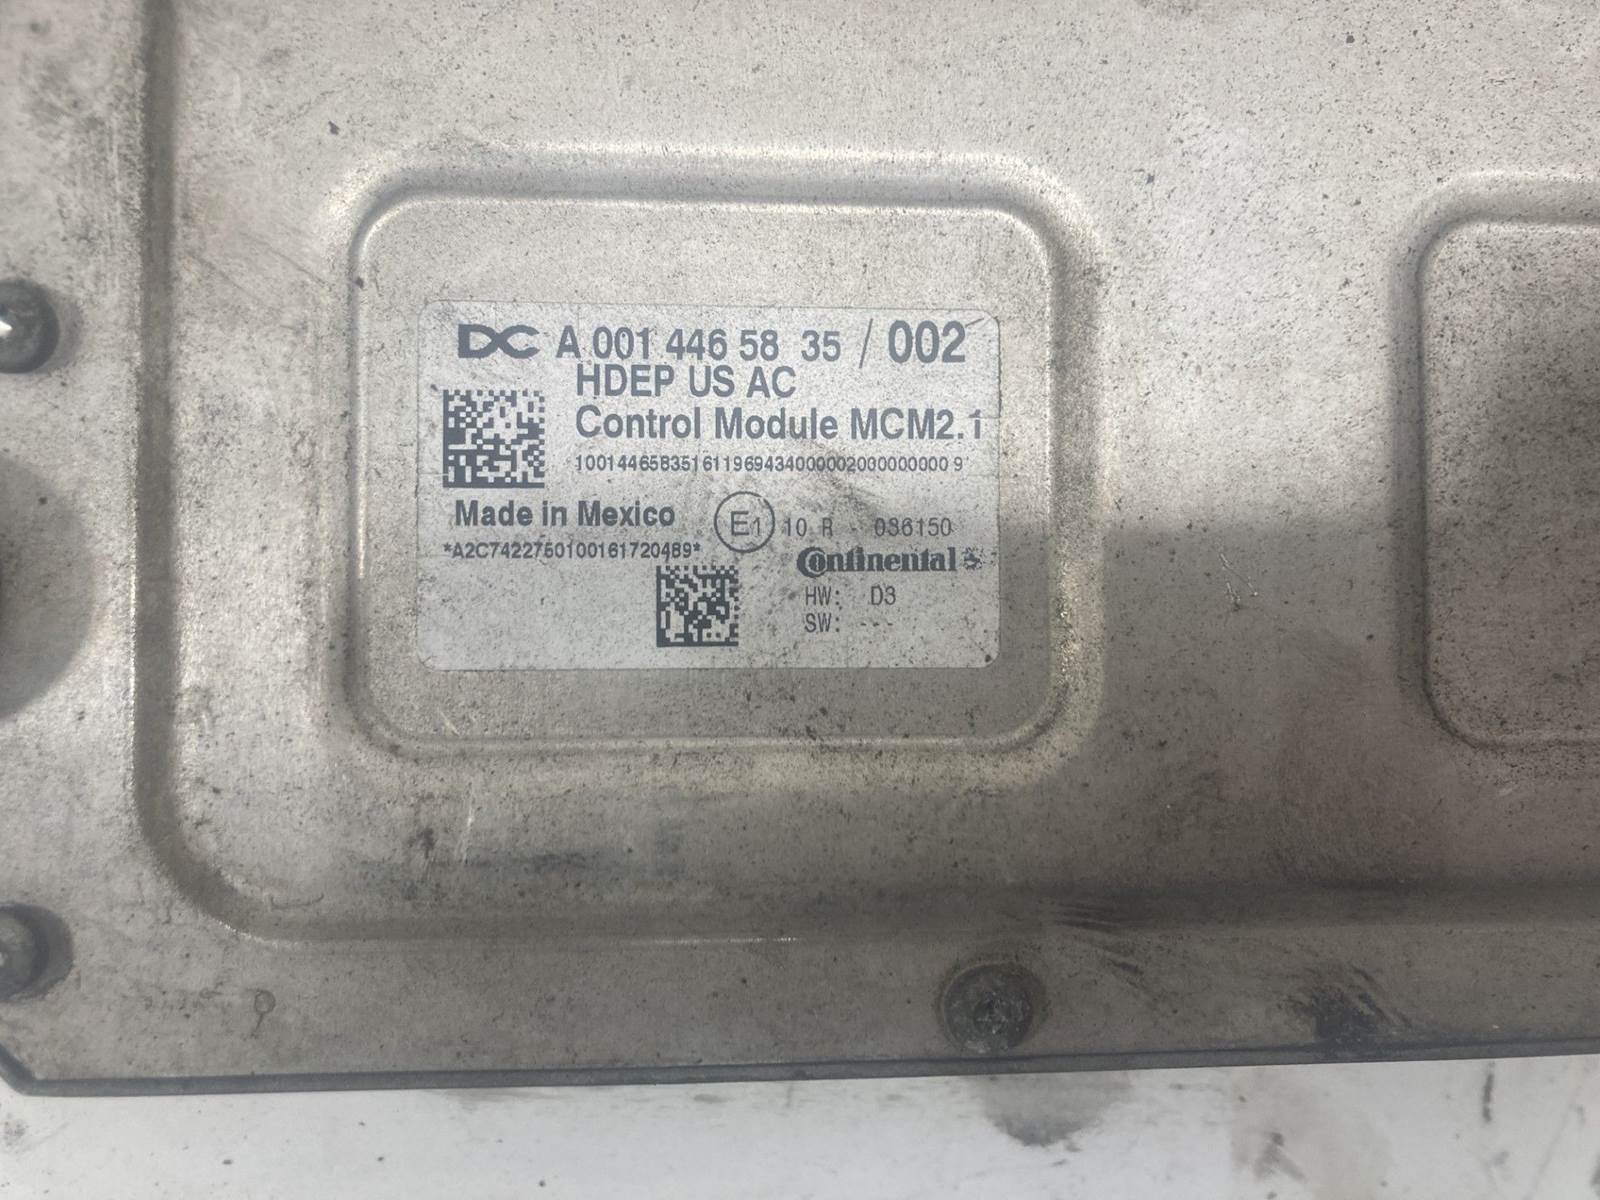 DC A 001 446 58 35 / 002
HDEP US AC
Control Module MCM2.1
100144658351611969434000002000000000 9
Made in Mexico
E1 10 R - 036150
*A2C7422750100161720489*
Continental
HW: D3
SW: ---